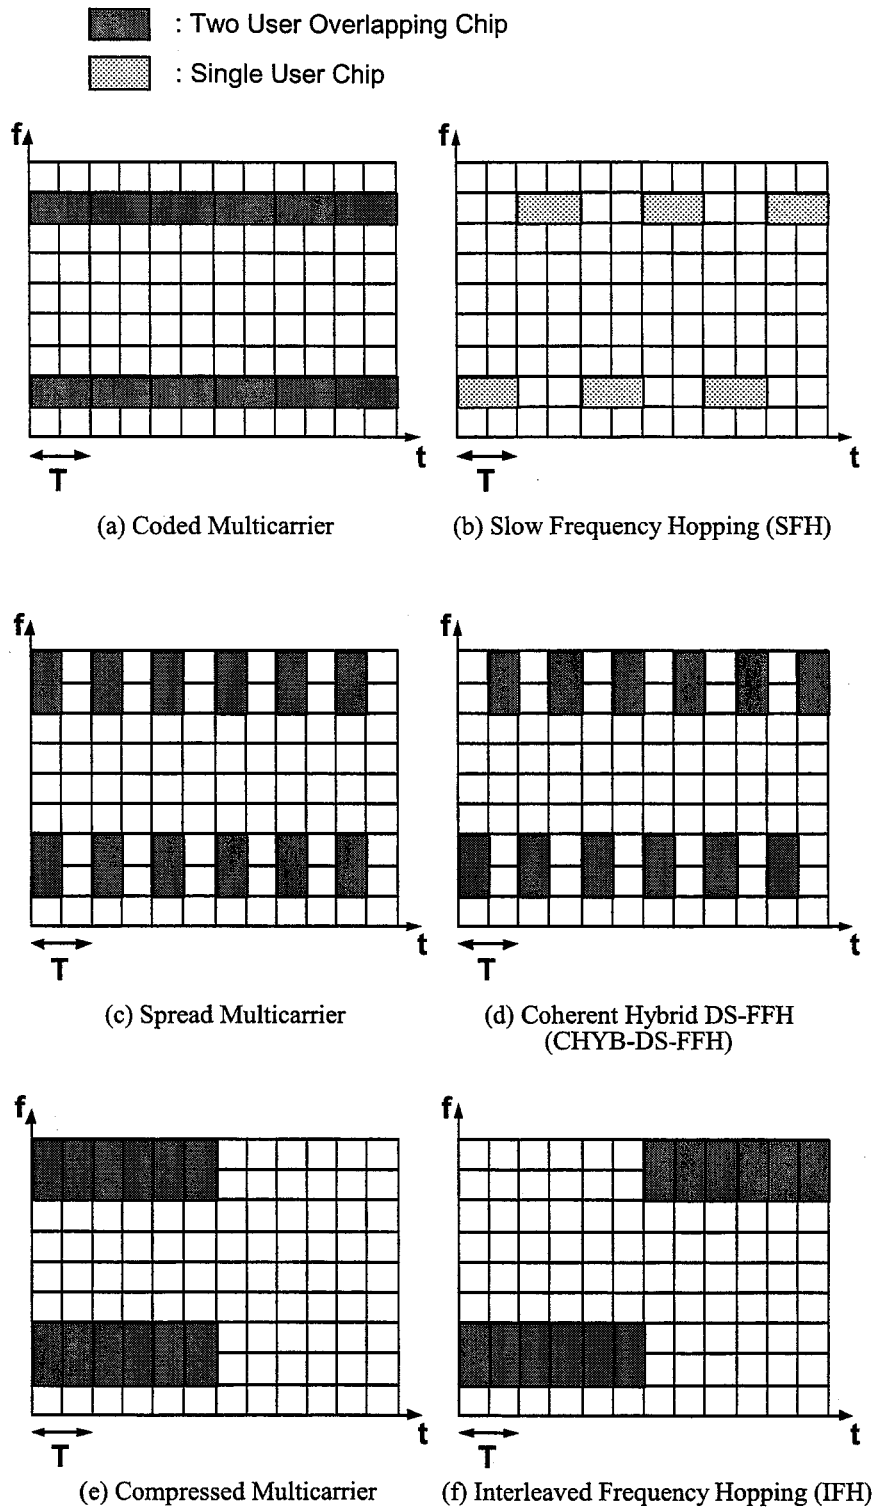 : Two User Overlapping Chip
: Single User Chip
f
t
T
(a) Coded Multicarrier
f
t
T
(b) Slow Frequency Hopping (SFH)
f
t
T
(c) Spread Multicarrier
f
t
T
(d) Coherent Hybrid DS-FFH
(CHYB-DS-FFH)
f
t
T
(e) Compressed Multicarrier
f
t
T
(f) Interleaved Frequency Hopping (IFH)